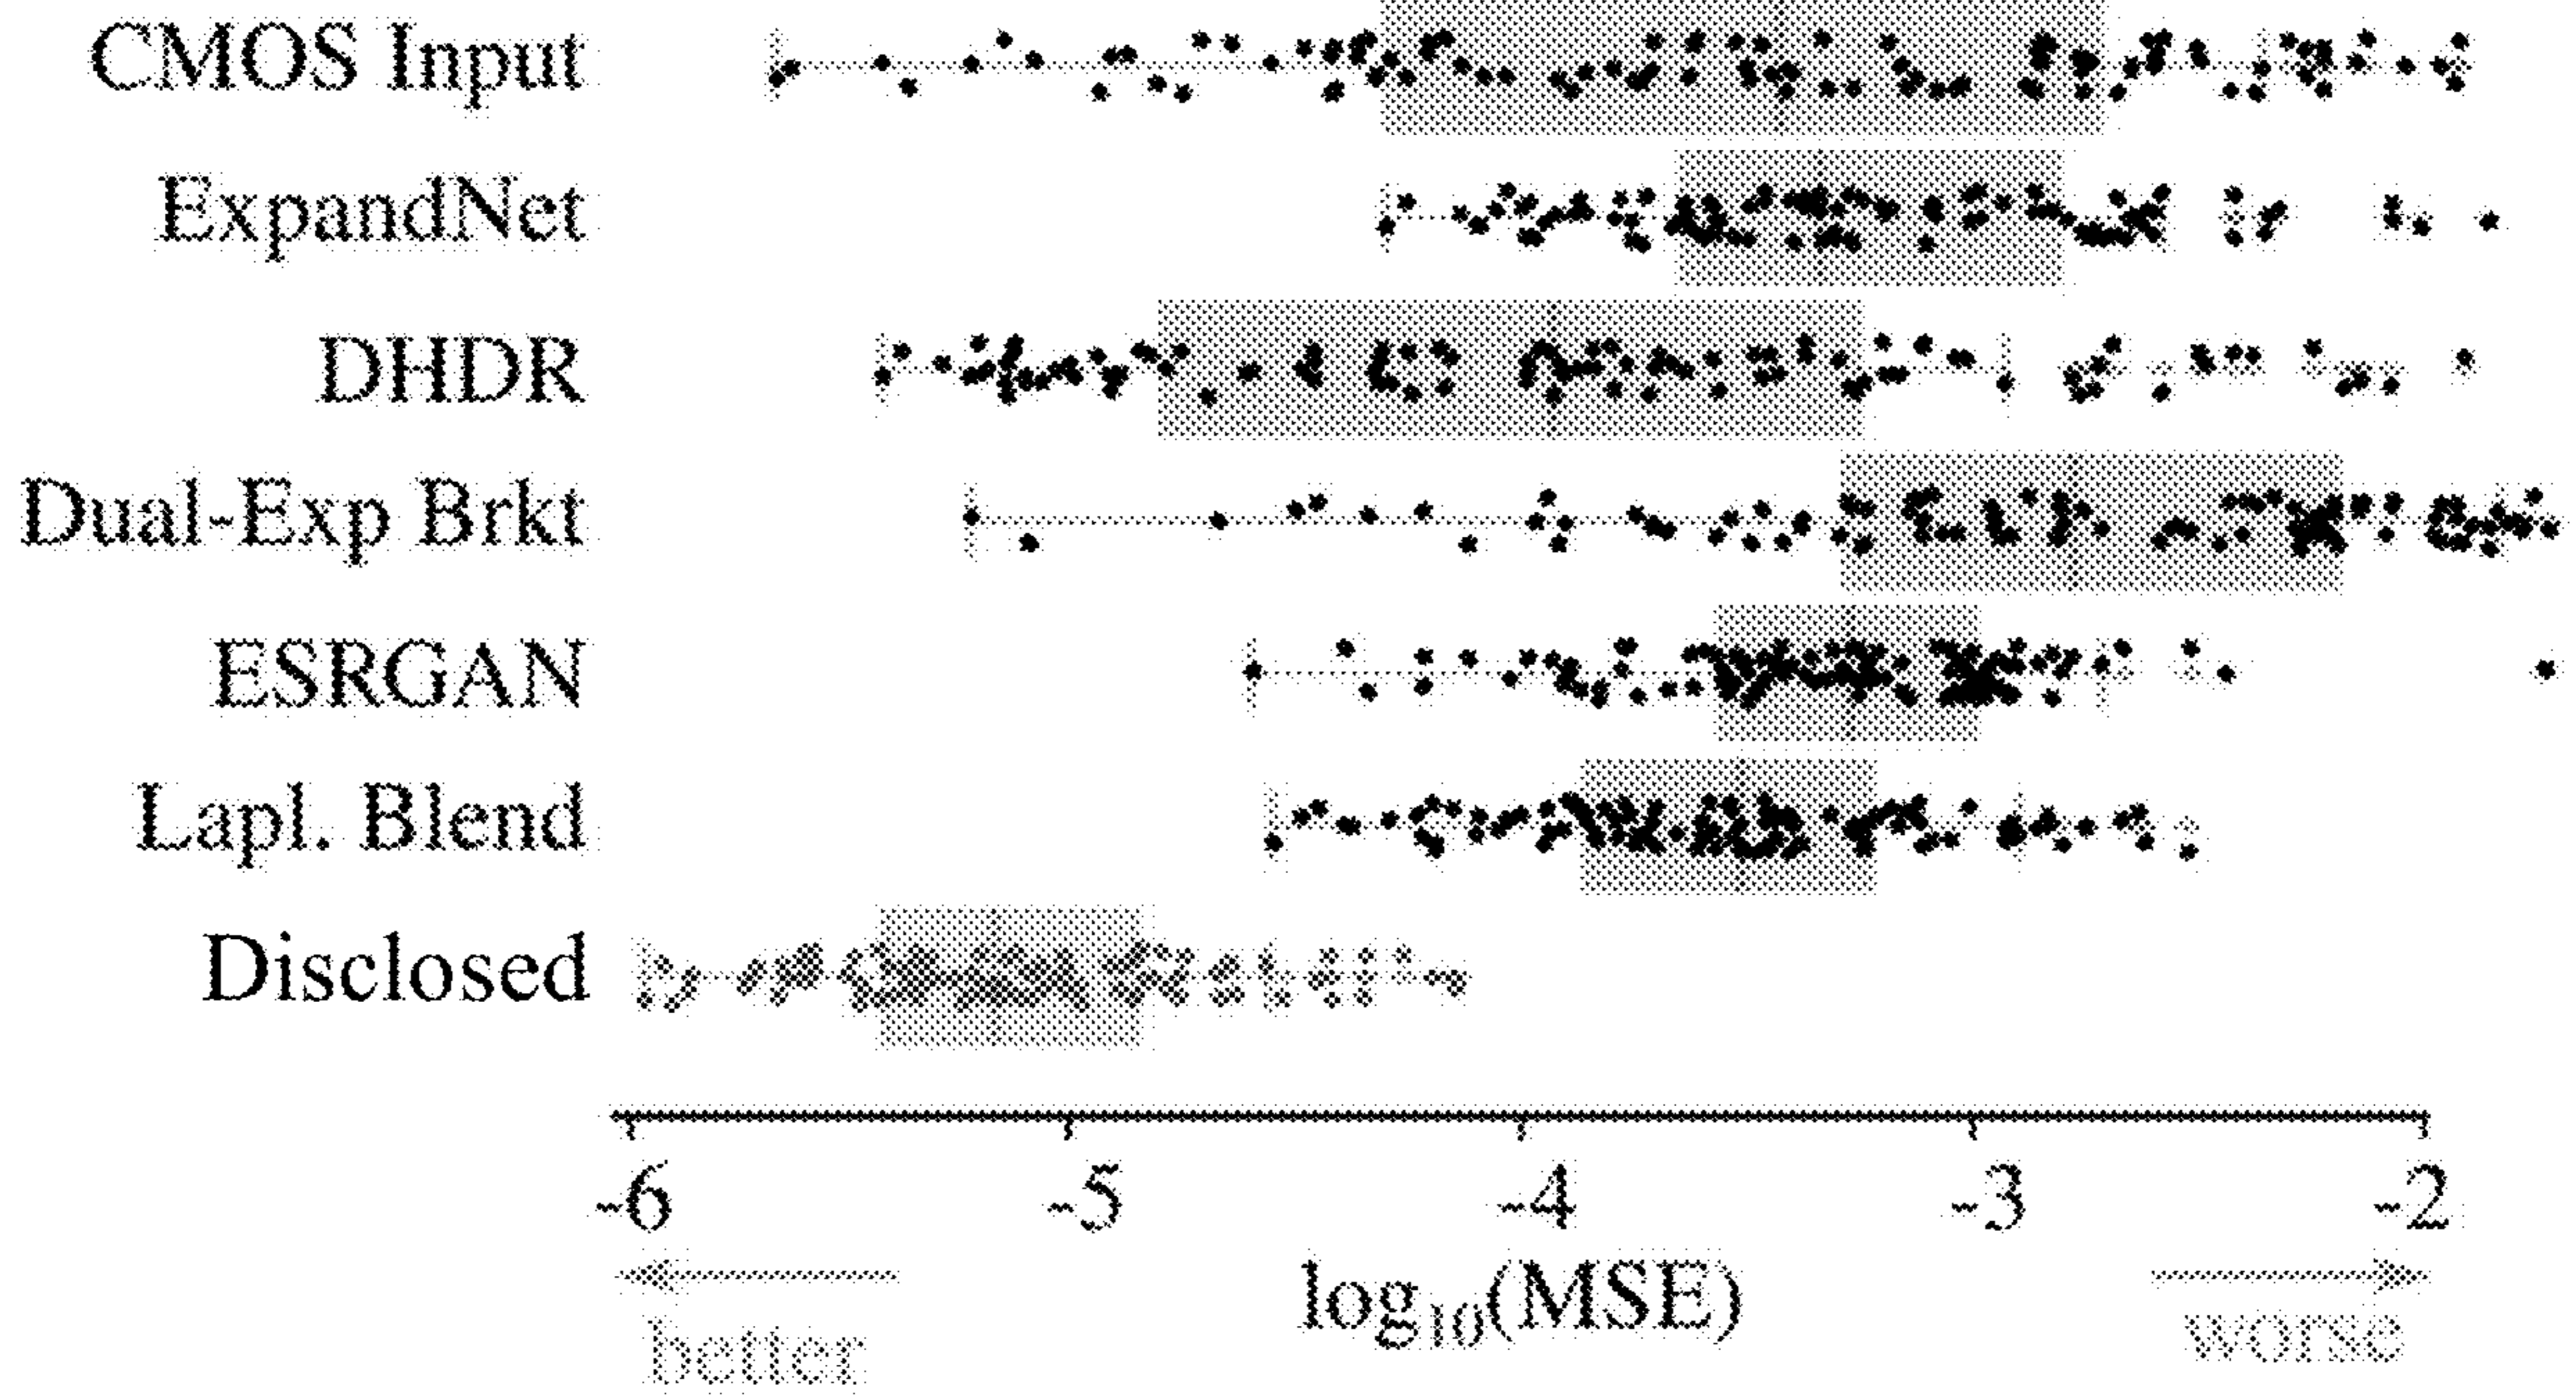 CMOS Input
ExpandNet
DHDR
Dual-Exp Brkt
ESRGAN
Lapl. Blend
Disclosed
-6 -5 -4 -3 -2
log10(MSE)
better worse